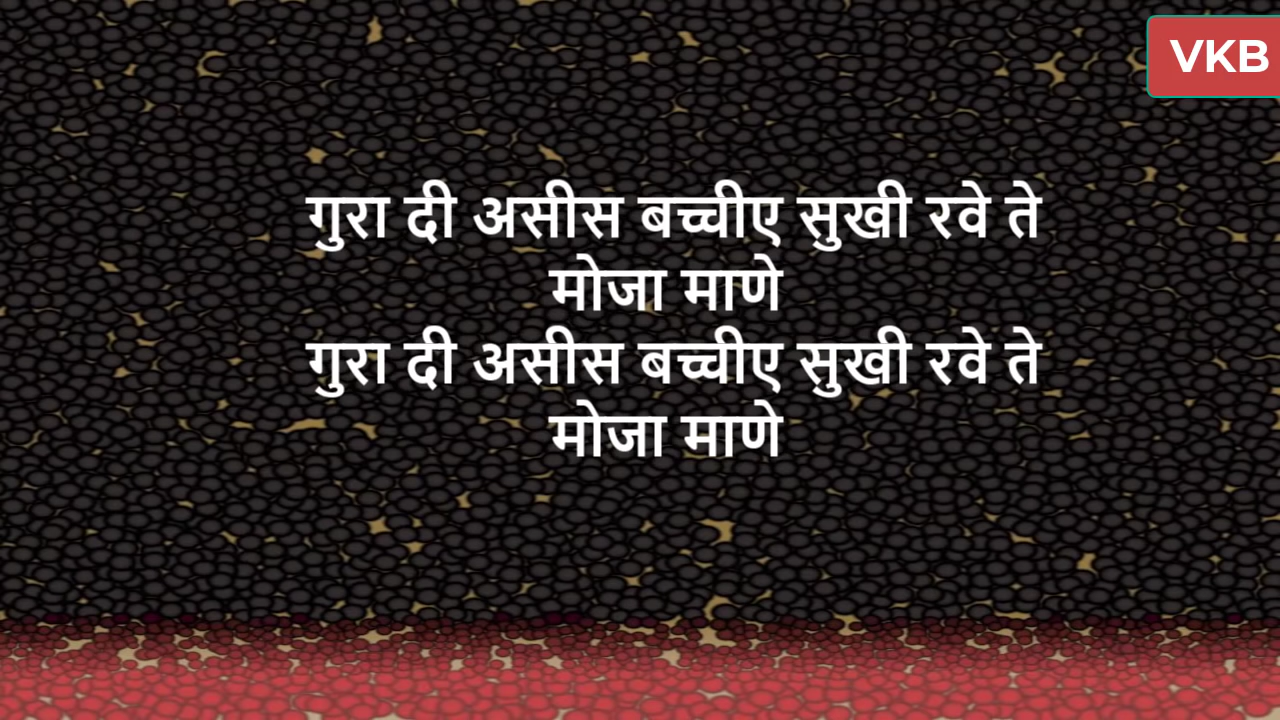 VKB
गुरा दी असीस बच्चीए सुखी रवे ते
मोजा माणे
गुरा दी असीस बच्चीए सुखी रवे ते
मोजा माणे